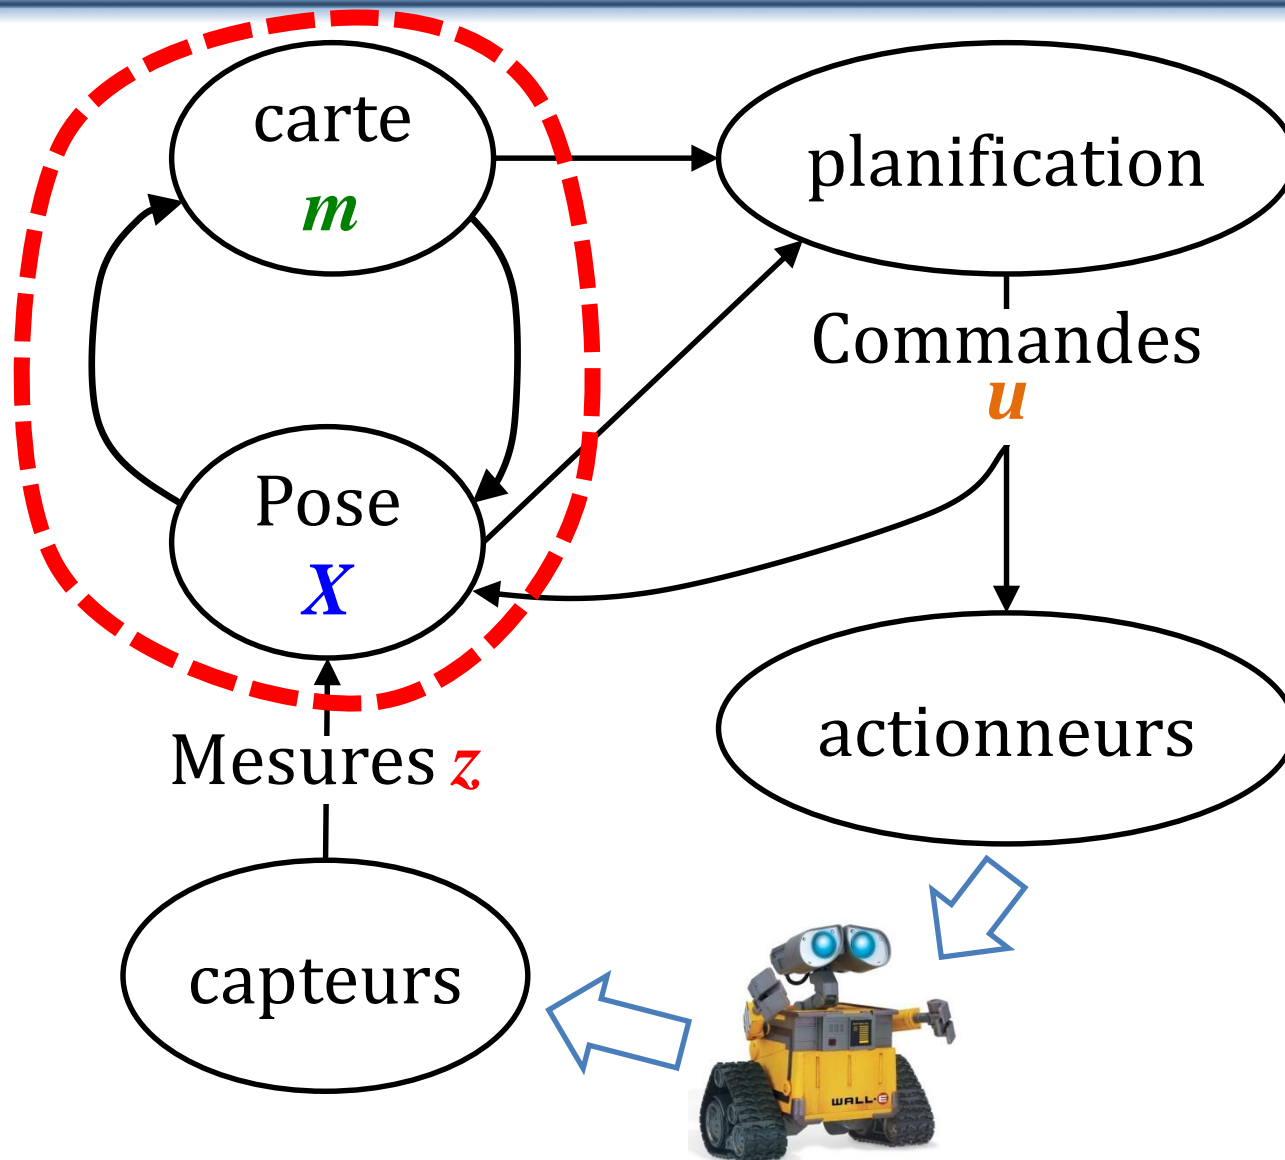 carte
m
planification
Commandes
u
Pose
X
Mesures z
actionneurs
capteurs
WALL•E